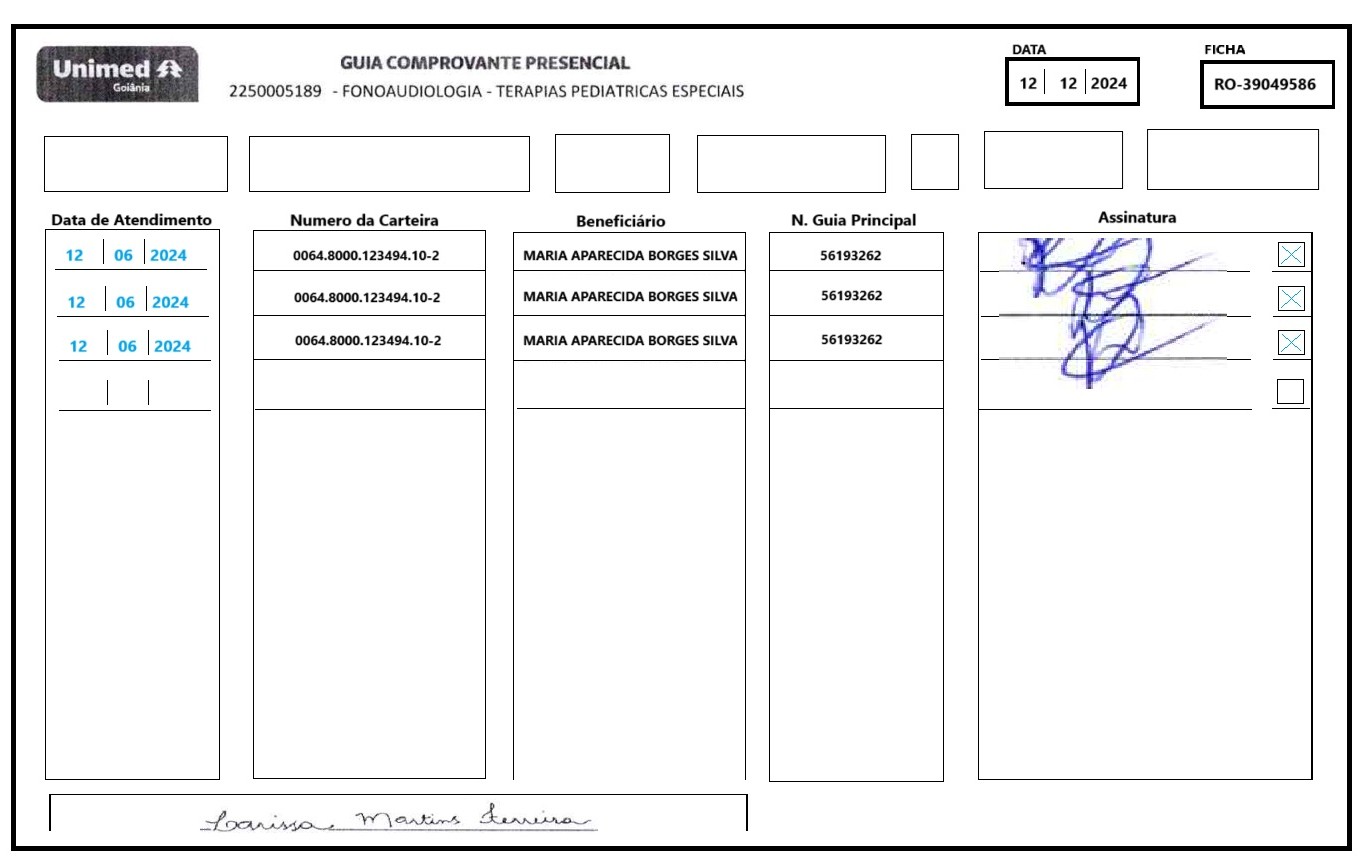 Unimed
Goiânia
GUIA COMPROVANTE PRESENCIAL
2250005189 - FONOAUDIOLOGIA - TERAPIAS PEDIATRICAS ESPECIAIS
DATA
12 | 12 | 2024
FICHA
RO-39049586
Data de Atendimento Numero da Carteira Beneficiário N. Guia Principal Assinatura
12 | 06 | 2024 0064.8000.123494.10-2 MARIA APARECIDA BORGES SILVA 56193262
12 | 06 | 2024 0064.8000.123494.10-2 MARIA APARECIDA BORGES SILVA 56193262
12 | 06 | 2024 0064.8000.123494.10-2 MARIA APARECIDA BORGES SILVA 56193262
Larissa Martins Ferreira